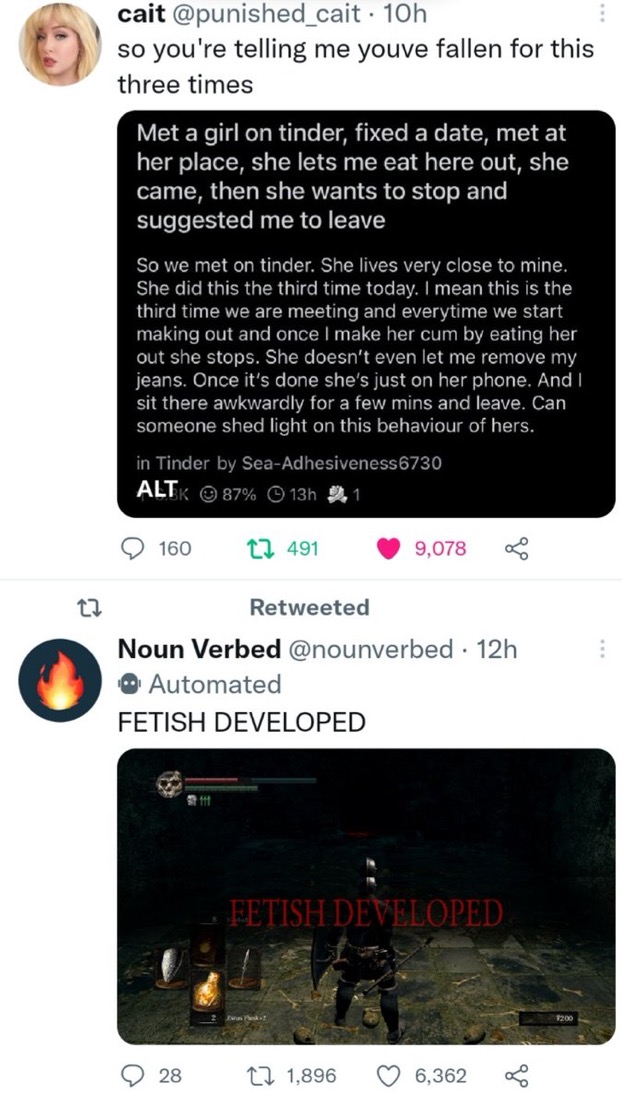 cait @punished_cait · 10h
so you're telling me youve fallen for this
three times
Met a girl on tinder, fixed a date, met at
her place, she lets me eat here out, she
came, then she wants to stop and
suggested me to leave
So we met on tinder. She lives very close to mine.
She did this the third time today. I mean this is the
third time we are meeting and everytime we start
making out and once I make her cum by eating her
out she stops. She doesn't even let me remove my
jeans. Once it's done she's just on her phone. And I
sit there awkwardly for a few mins and leave. Can
someone shed light on this behaviour of hers.
in Tinder by Sea-Adhesiveness6730
ALT K 87% 13h 1
160 491 9,078
Retweeted
Noun Verbed @nounverbed · 12h
Automated
FETISH DEVELOPED
FETISH DEVELOPED
2
7200
28 1,896 6,362